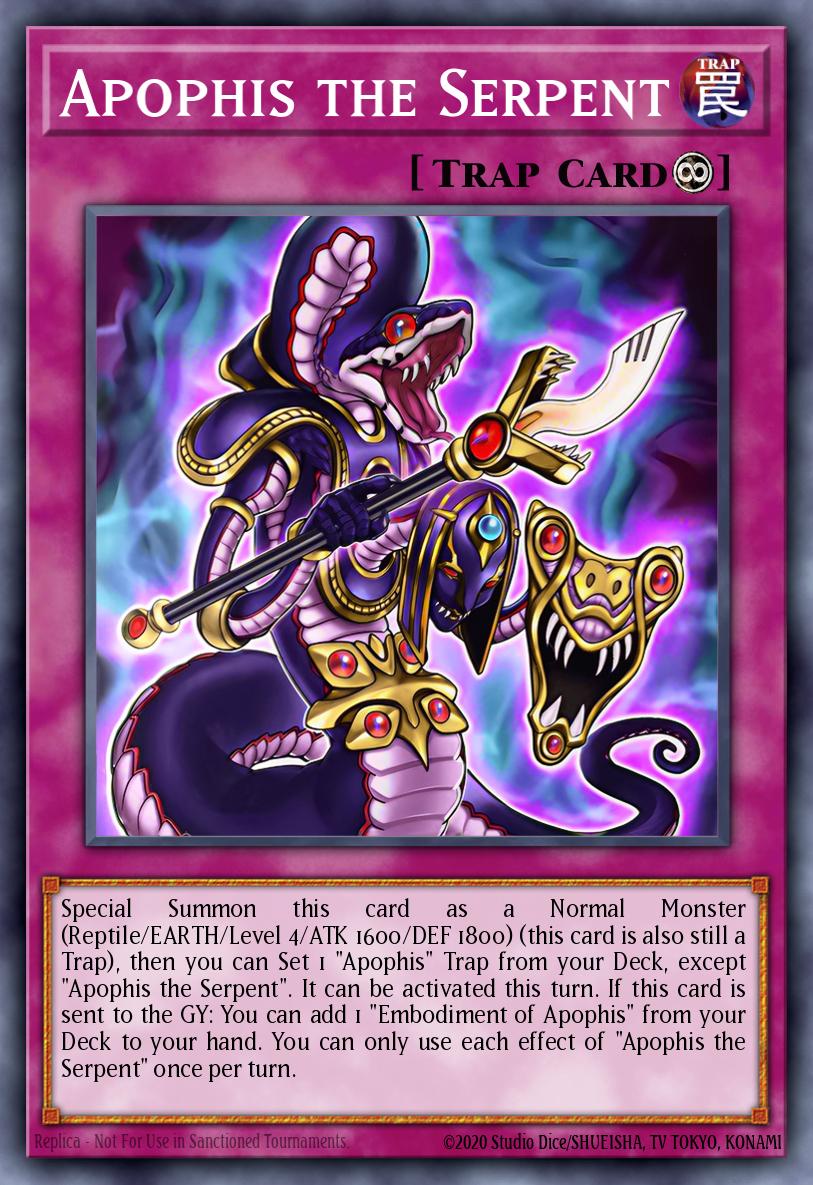 Apophis the Serpent
TRAP
罠
[Trap Card]
Special Summon this card as a Normal Monster
(Reptile/EARTH/Level 4/ATK 1600/DEF 1800) (this card is also still a
Trap), then you can Set 1 "Apophis" Trap from your Deck, except
"Apophis the Serpent". It can be activated this turn. If this card is
sent to the GY: You can add 1 "Embodiment of Apophis" from your
Deck to your hand. You can only use each effect of "Apophis the
Serpent" once per turn.
Replica - Not For Use in Sanctioned Tournaments.
©2020 Studio Dice/SHUEISHA, TV TOKYO, KONAMI